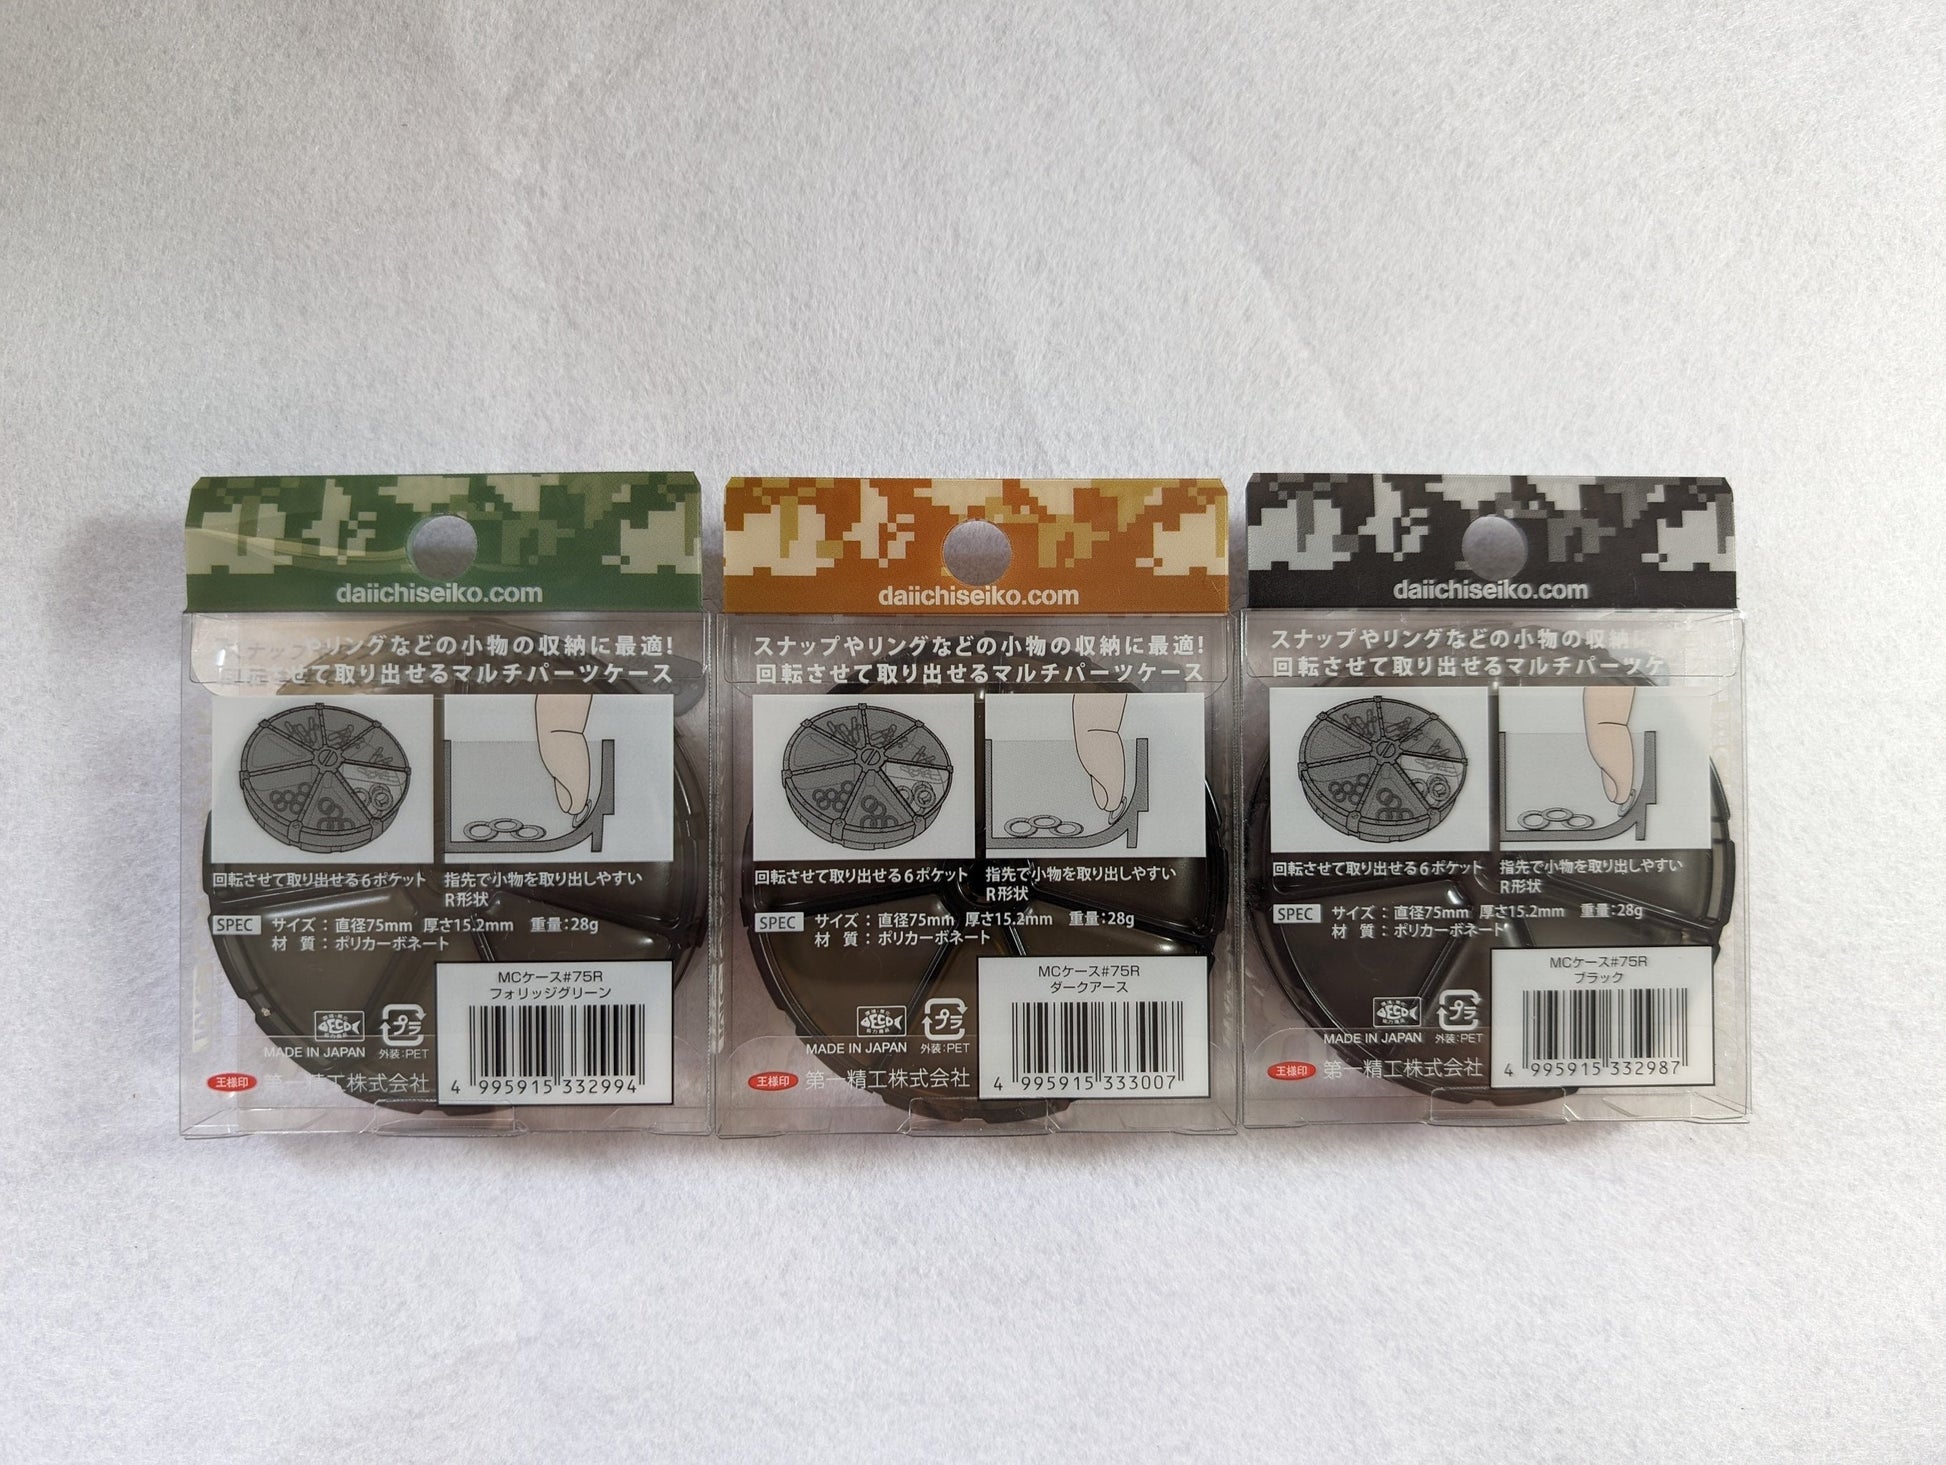 daiichiseiko.com
スナップやリングなどの小物の収納に最適!
回転させて取り出せるマルチパーツケース
回転させて取り出せる6ポケット
指先で小物を取り出しやすい
R形状
SPEC サイズ：直径75mm 厚さ15.2mm 重量：28g
材 質：ポリカーボネート
MCケース#75R
フォリッジグリーン
ECO
プラ
MADE IN JAPAN 外装：PET
王様印 第一精工株式会社
4 995915 332994
daiichiseiko.com
スナップやリングなどの小物の収納に最適!
回転させて取り出せるマルチパーツケース
回転させて取り出せる6ポケット
指先で小物を取り出しやすい
R形状
SPEC サイズ：直径75mm 厚さ15.2mm 重量：28g
材 質：ポリカーボネート
MCケース#75R
ダークアース
ECO
プラ
MADE IN JAPAN 外装：PET
王様印 第一精工株式会社
4 995915 333007
daiichiseiko.com
スナップやリングなどの小物の収納
回転させて取り出せるマルチパーツケ
回転させて取り出せる6ポケット
指先で小物を取り出しやすい
R形状
SPEC サイズ：直径75mm 厚さ15.2mm 重量：28g
材 質：ポリカーボネート
MCケース#75R
ブラック
ECO
プラ
MADE IN JAPAN 外装：PET
王様印 第一精工株式会社
4 995915 332987